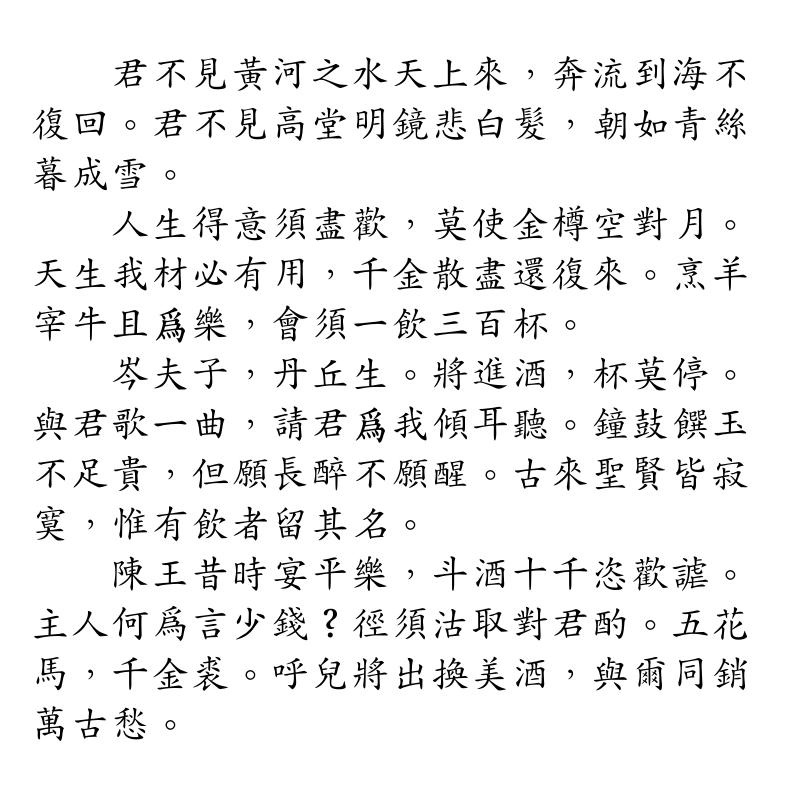 君不見黃河之水天上來，奔流到海不
復回。君不見高堂明鏡悲白髮，朝如青絲
暮成雪。
人生得意須盡歡，莫使金樽空對月。
天生我材必有用，千金散盡還復來。烹羊
宰牛且爲樂，會須一飲三百杯。
岑夫子，丹丘生。將進酒，杯莫停。
與君歌一曲，請君爲我傾耳聽。鐘鼓饌玉
不足貴，但願長醉不願醒。古來聖賢皆寂
寞，惟有飲者留其名。
陳王昔時宴平樂，斗酒十千恣歡謔。
主人何爲言少錢？徑須沽取對君酌。五花
馬，千金裘。呼兒將出換美酒，與爾同銷
萬古愁。